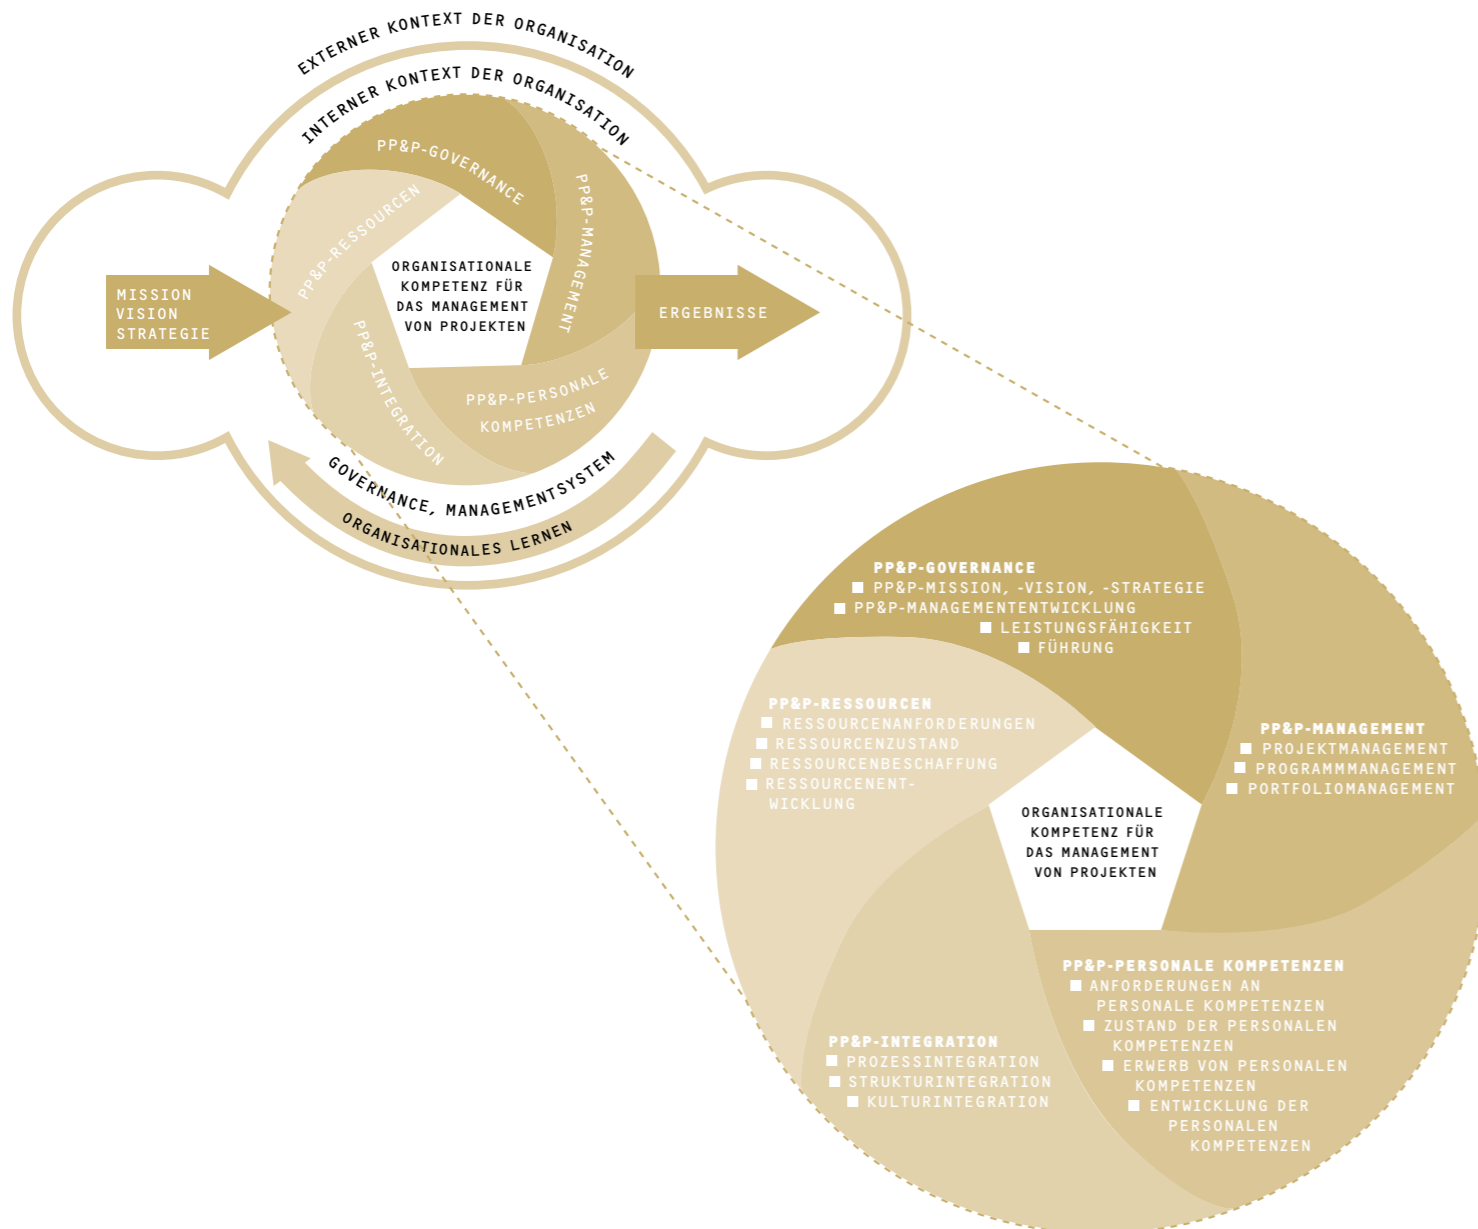 EXTERNER KONTEXT DER ORGANISATION
INTERNER KONTEXT DER ORGANISATION
PP&P-GOVERNANCE
PP&P-MANAGEMENT
PP&P-RESSOURCEN
ORGANISATIONALE
KOMPETENZ FÜR
DAS MANAGEMENT
VON PROJEKTEN
MISSION
VISION
STRATEGIE
ERGEBNISSE
PP&P-INTEGRATION
PP&P-PERSONALE
KOMPETENZEN
GOVERNANCE, MANAGEMENTSYSTEM
ORGANISATIONALES LERNEN
PP&P-GOVERNANCE
PP&P-MISSION, -VISION, -STRATEGIE
PP&P-MANAGEMENTENTWICKLUNG
LEISTUNGSFÄHIGKEIT
FÜHRUNG
PP&P-RESSOURCEN
RESSOURCENANFORDERUNGEN
RESSOURCENZUSTAND
RESSOURCENBESCHAFFUNG
RESSOURCENENT-
WICKLUNG
PP&P-MANAGEMENT
PROJEKTMANAGEMENT
PROGRAMMMANAGEMENT
PORTFOLIOMANAGEMENT
ORGANISATIONALE
KOMPETENZ FÜR
DAS MANAGEMENT
VON PROJEKTEN
PP&P-PERSONALE KOMPETENZEN
ANFORDERUNGEN AN
PERSONALE KOMPETENZEN
ZUSTAND DER PERSONALEN
KOMPETENZEN
ERWERB VON PERSONALEN
KOMPETENZEN
ENTWICKLUNG DER
PERSONALEN
KOMPETENZEN
PP&P-INTEGRATION
PROZESSINTEGRATION
STRUKTURINTEGRATION
KULTURINTEGRATION